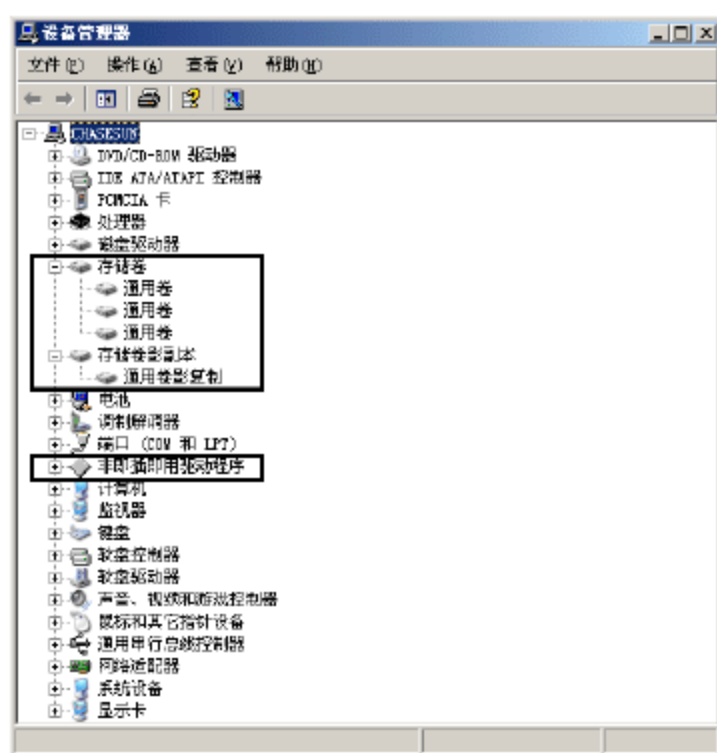 设备管理器
文件(F) 操作(A) 查看(V) 帮助(H)
CHASESUN
DVD/CD-ROM 驱动器
IDE ATA/ATAPI 控制器
PCMCIA 卡
处理器
磁盘驱动器
存储卷
通用卷
通用卷
通用卷
存储卷影副本
通用卷影复制
电池
调制解调器
端口 (COM 和 LPT)
非即插即用驱动程序
计算机
监视器
键盘
软盘控制器
软盘驱动器
声音、视频和游戏控制器
鼠标和其它指针设备
通用串行总线控制器
网络适配器
系统设备
显示卡